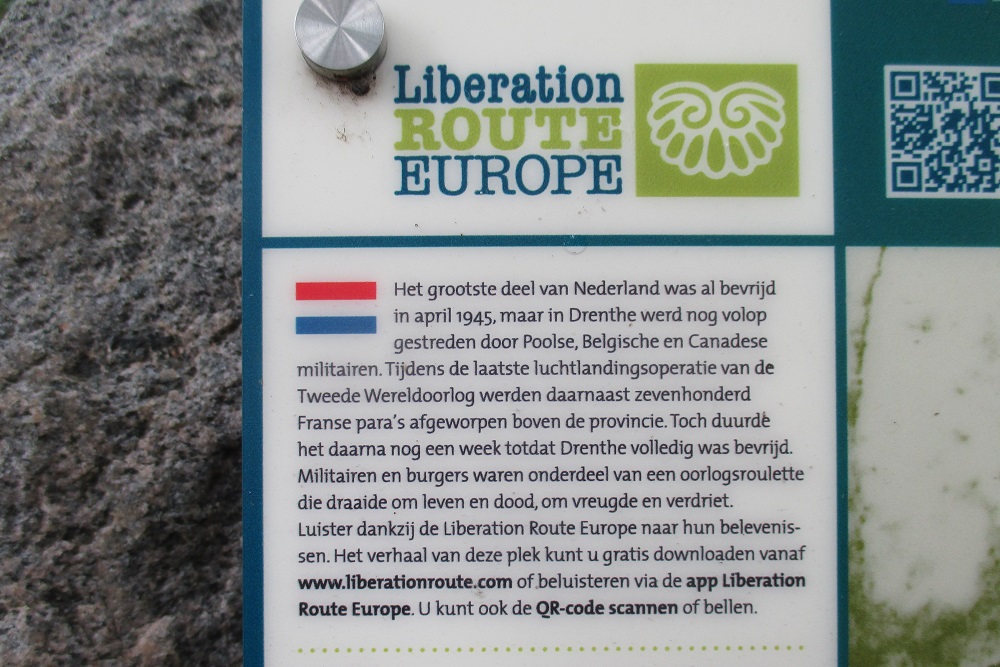 Liberation
ROUTE
EUROPE
Het grootste deel van Nederland was al bevrijd
in april 1945, maar in Drenthe werd nog volop
gestreden door Poolse, Belgische en Canadese
militairen. Tijdens de laatste luchtlandingsoperatie van de
Tweede Wereldoorlog werden daarnaast zevenhonderd
Franse para's afgeworpen boven de provincie. Toch duurde
het daarna nog een week totdat Drenthe volledig was bevrijd.
Militairen en burgers waren onderdeel van een oorlogsroulette
die draaide om leven en dood, om vreugde en verdriet.
Luister dankzij de Liberation Route Europe naar hun belevenis-
sen. Het verhaal van deze plek kunt u gratis downloaden vanaf
www.liberationroute.com of beluisteren via de app Liberation
Route Europe. U kunt ook de QR-code scannen of bellen.